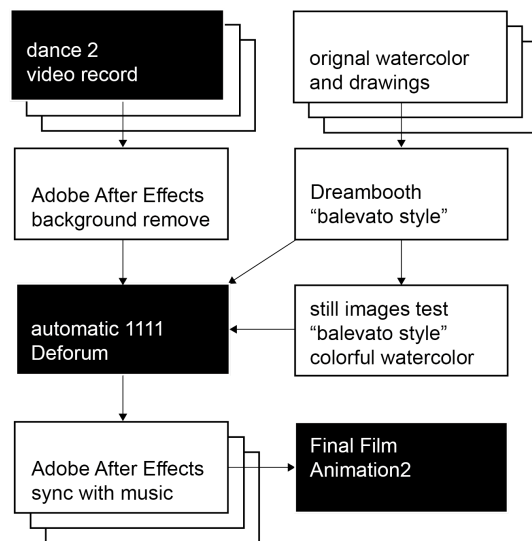 dance 2
video record
orignal watercolor
and drawings
Adobe After Effects
background remove
Dreambooth
“balevato style”
automatic 1111
Deforum
still images test
“balevato style”
colorful watercolor
Adobe After Effects
sync with music
Final Film
Animation2